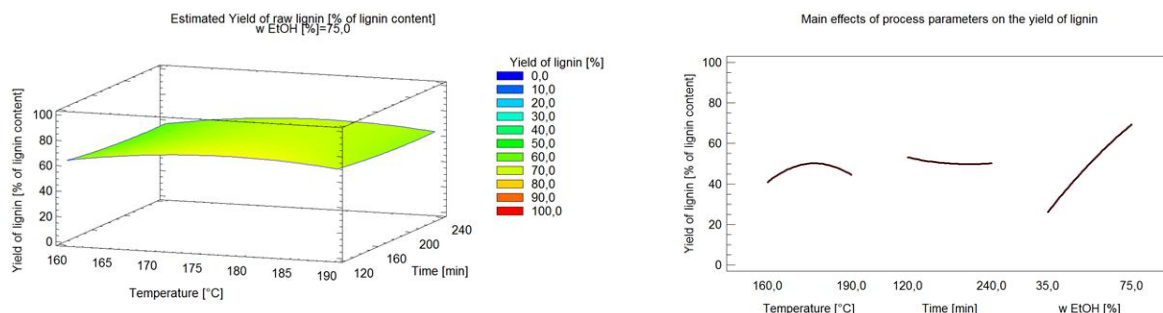 Estimated Yield of raw lignin [% of lignin content]
w EtOH [%]=75,0
Yield of lignin [% of lignin content]
100
80
60
40
20
0
160 165 170 175 180 185 190
Temperature [°C]
120 160 200 240
Time [min]
Yield of lignin [%]
0,0
10,0
20,0
30,0
40,0
50,0
60,0
70,0
80,0
90,0
100,0
Main effects of process parameters on the yield of lignin
Yield of lignin [% of lignin content]
100
80
60
40
20
0
160,0 190,0 120,0 240,0 35,0 75,0
Temperature [°C] Time [min] w EtOH [%]